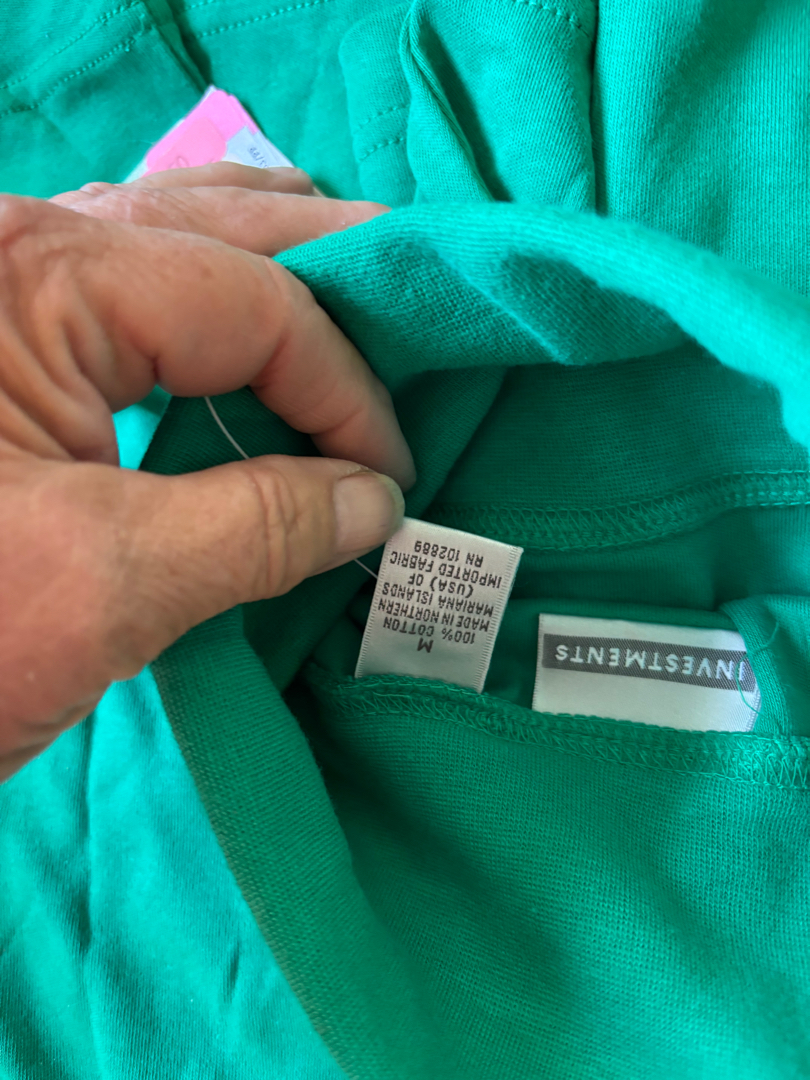 M
100% COTTON
MADE IN NORTHERN
MARIANA ISLANDS
(USA) OF
IMPORTED FABRIC
RN 102889
INVESTMENTS